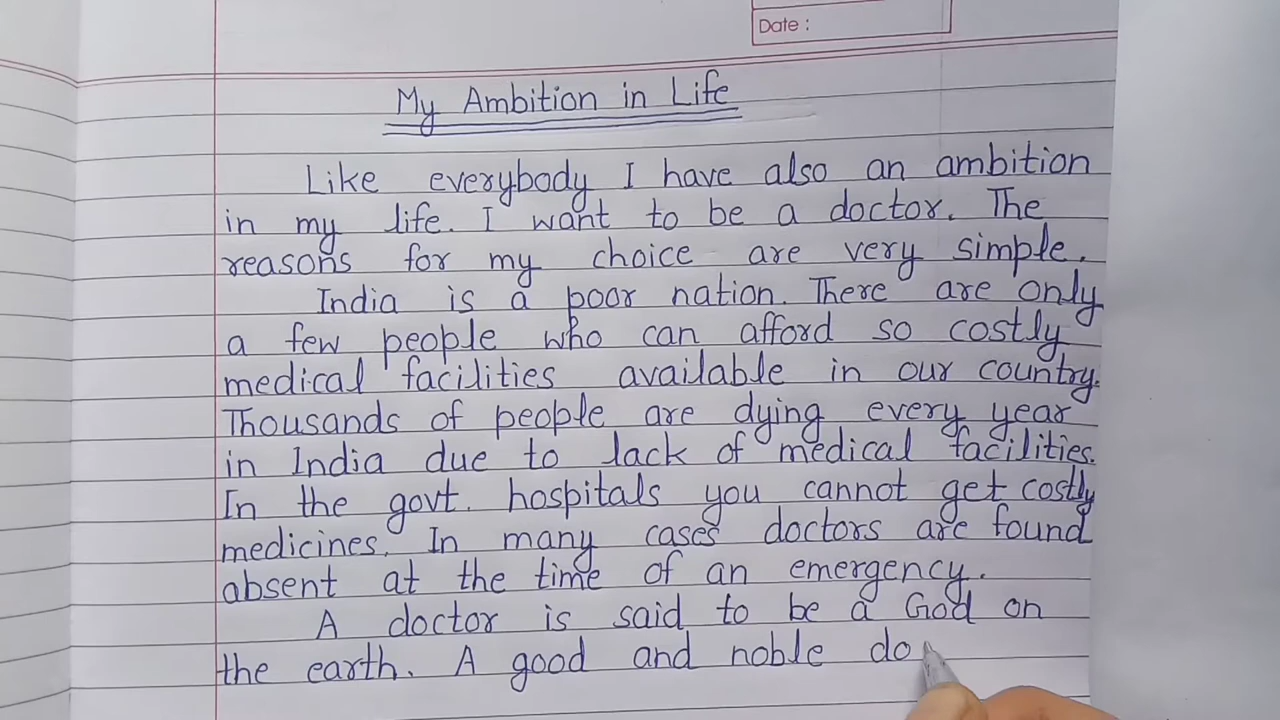 Date :
My Ambition in Life
Like everybody I have also an ambition
in my life. I want to be a doctor. The
reasons for my choice are very simple.
India is a poor nation. There are only
a few people who can afford so costly
medical facilities available in our country.
Thousands of people are dying every year
in India due to lack of medical facilities.
In the govt. hospitals you cannot get costly
medicines. In many cases doctors are found
absent at the time of an emergency.
A doctor is said to be a God on
the earth. A good and noble do